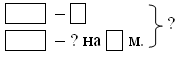 – ?
– ? на м.